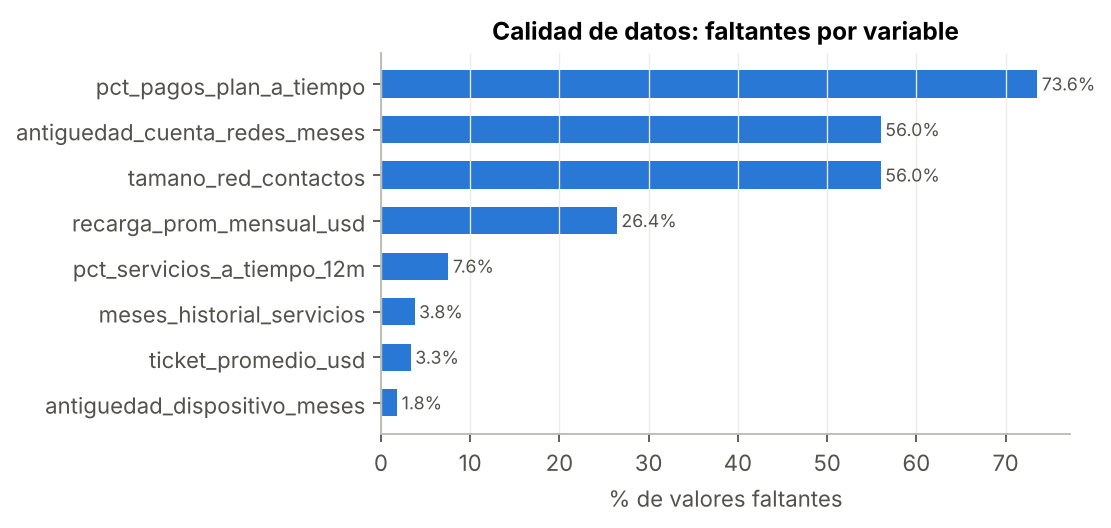 Calidad de datos: faltantes por variable
pct_pagos_plan_a_tiempo 73.6%
antiguedad_cuenta_redes_meses 56.0%
tamano_red_contactos 56.0%
recarga_prom_mensual_usd 26.4%
pct_servicios_a_tiempo_12m 7.6%
meses_historial_servicios 3.8%
ticket_promedio_usd 3.3%
antiguedad_dispositivo_meses 1.8%
0 10 20 30 40 50 60 70
% de valores faltantes